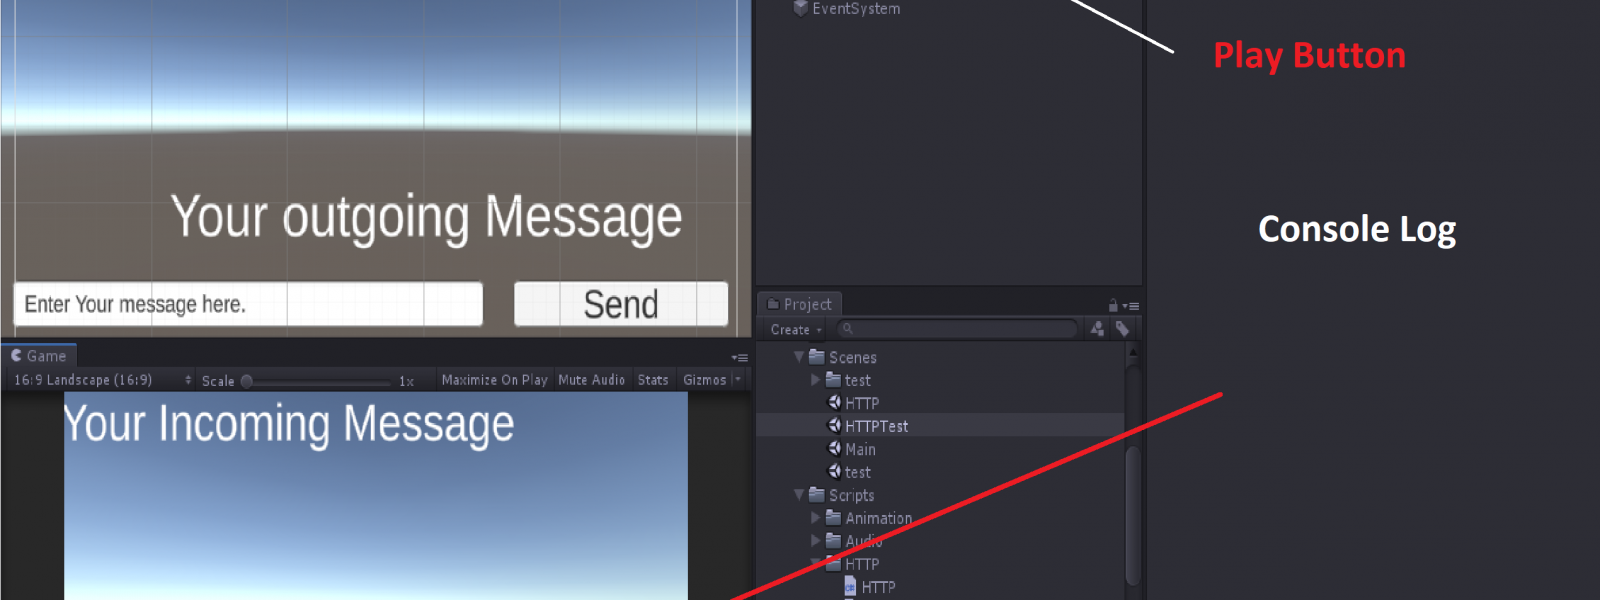 EventSystem
Play Button
Your outgoing Message
Console Log
Enter Your message here.
Send
Project
Create
Game
16:9 Landscape (16:9)
Scale
1x
Maximize On Play
Mute Audio
Stats
Gizmos
Your Incoming Message
Scenes
test
HTTP
HTTPTest
Main
test
Scripts
Animation
Audio
HTTP
HTTP